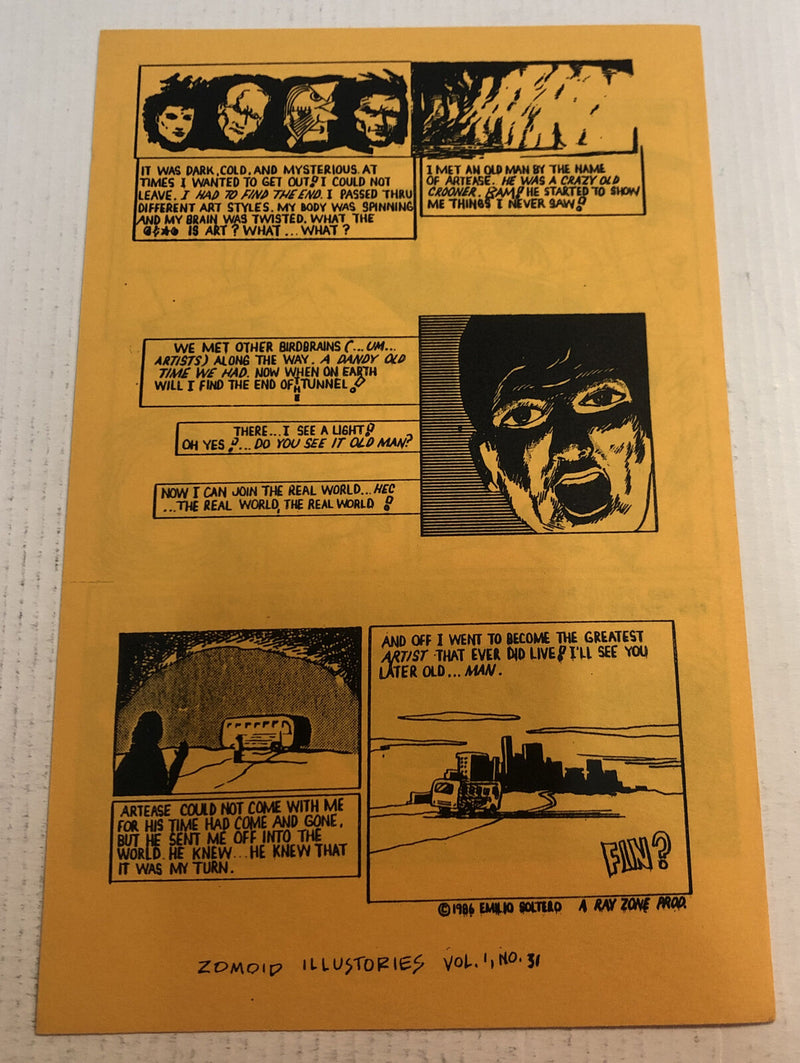 IT WAS DARK, COLD, AND MYSTERIOUS. AT
TIMES I WANTED TO GET OUT! I COULD NOT
LEAVE. I HAD TO FIND THE END. I PASSED THRU
DIFFERENT ART STYLES. MY BODY WAS SPINNING
AND MY BRAIN WAS TWISTED. WHAT THE
@¢*@ IS ART? WHAT... WHAT?
I MET AN OLD MAN BY THE NAME
OF ARTEASE. HE WAS A CRAZY OLD
CROONER. BAM! HE STARTED TO SHOW
ME THINGS I NEVER SAW!
WE MET OTHER BIRDBRAINS (...UM...
ARTISTS) ALONG THE WAY. A DANDY OLD
TIME WE HAD. NOW WHEN ON EARTH
WILL I FIND THE END OF THE TUNNEL!
THERE...I SEE A LIGHT!
OH YES!...DO YOU SEE IT OLD MAN?
NOW I CAN JOIN THE REAL WORLD...HEC
...THE REAL WORLD, THE REAL WORLD!
ARTEASE COULD NOT COME WITH ME
FOR HIS TIME HAD COME AND GONE,
BUT HE SENT ME OFF INTO THE
WORLD. HE KNEW...HE KNEW THAT
IT WAS MY TURN.
AND OFF I WENT TO BECOME THE GREATEST
ARTIST THAT EVER DID LIVE! I'LL SEE YOU
LATER OLD... MAN.
FIN?
©1986 EMILIO SOLTERO A RAY ZONE PROD.
ZOMOID ILLUSTORIES VOL. 1, NO. 31